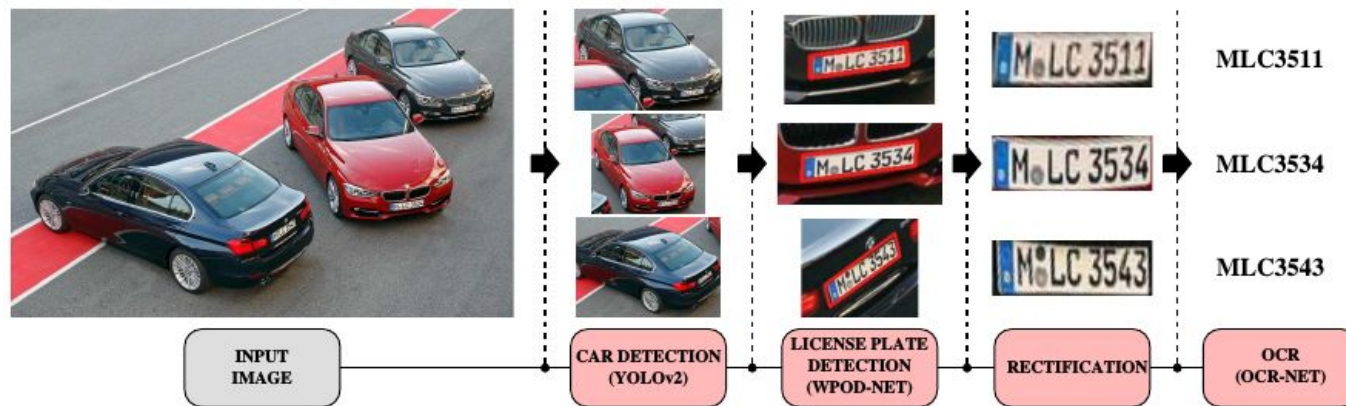 M LC 3511
M LC 3511
MLC3511
M LC 3534
M LC 3534
MLC3534
M LC 3543
M LC 3543
MLC3543
INPUT
IMAGE
CAR DETECTION
(YOLOv2)
LICENSE PLATE
DETECTION
(WPOD-NET)
RECTIFICATION
OCR
(OCR-NET)